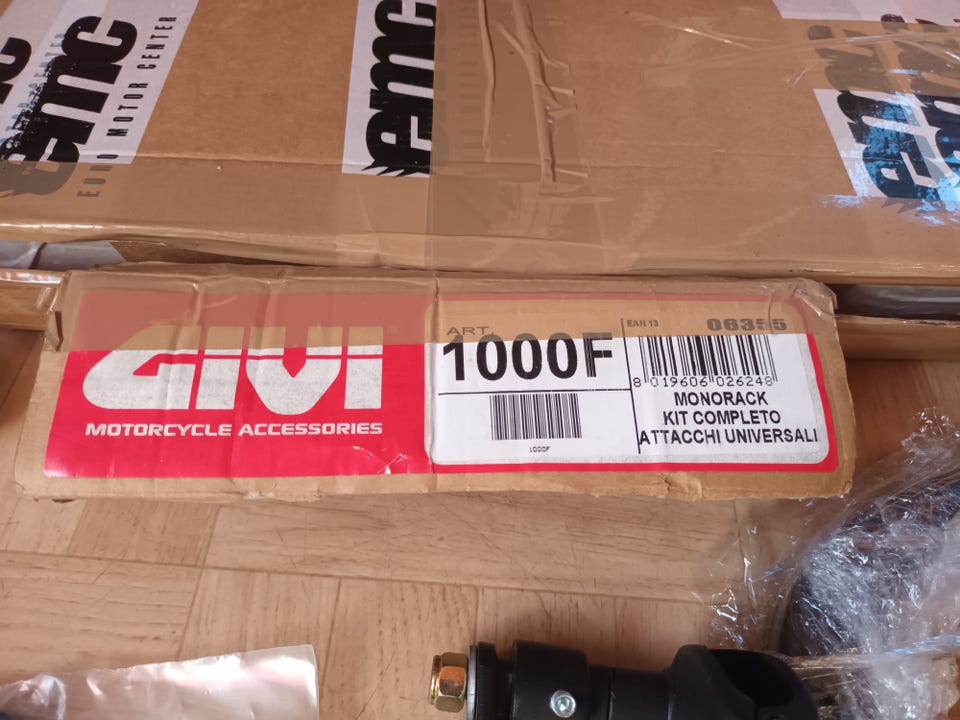 emc
EURO MOTOR CENTER
emc
GIVI
MOTORCYCLE ACCESSORIES
ART.
1000F
1000F
EAN 13
06355
8 019606 026248
MONORACK
KIT COMPLETO
ATTACCHI UNIVERSALI